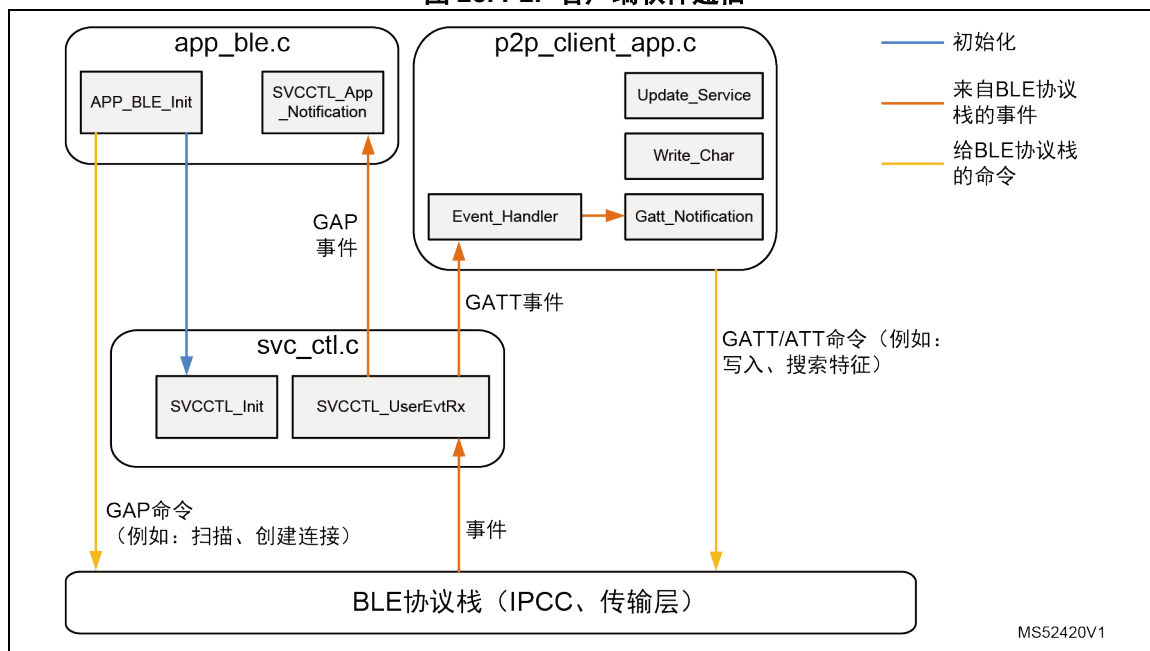 app_ble.c
APP_BLE_Init
SVCCTL_App
_Notification
p2p_client_app.c
Update_Service
Write_Char
Event_Handler
Gatt_Notification
初始化
来自BLE协议
栈的事件
给BLE协议栈
的命令
GAP
事件
GATT事件
svc_ctl.c
SVCCTL_Init
SVCCTL_UserEvtRx
GATT/ATT命令（例如：
写入、搜索特征）
GAP命令
（例如：扫描、创建连接）
事件
BLE协议栈（IPCC、传输层）
MS52420V1